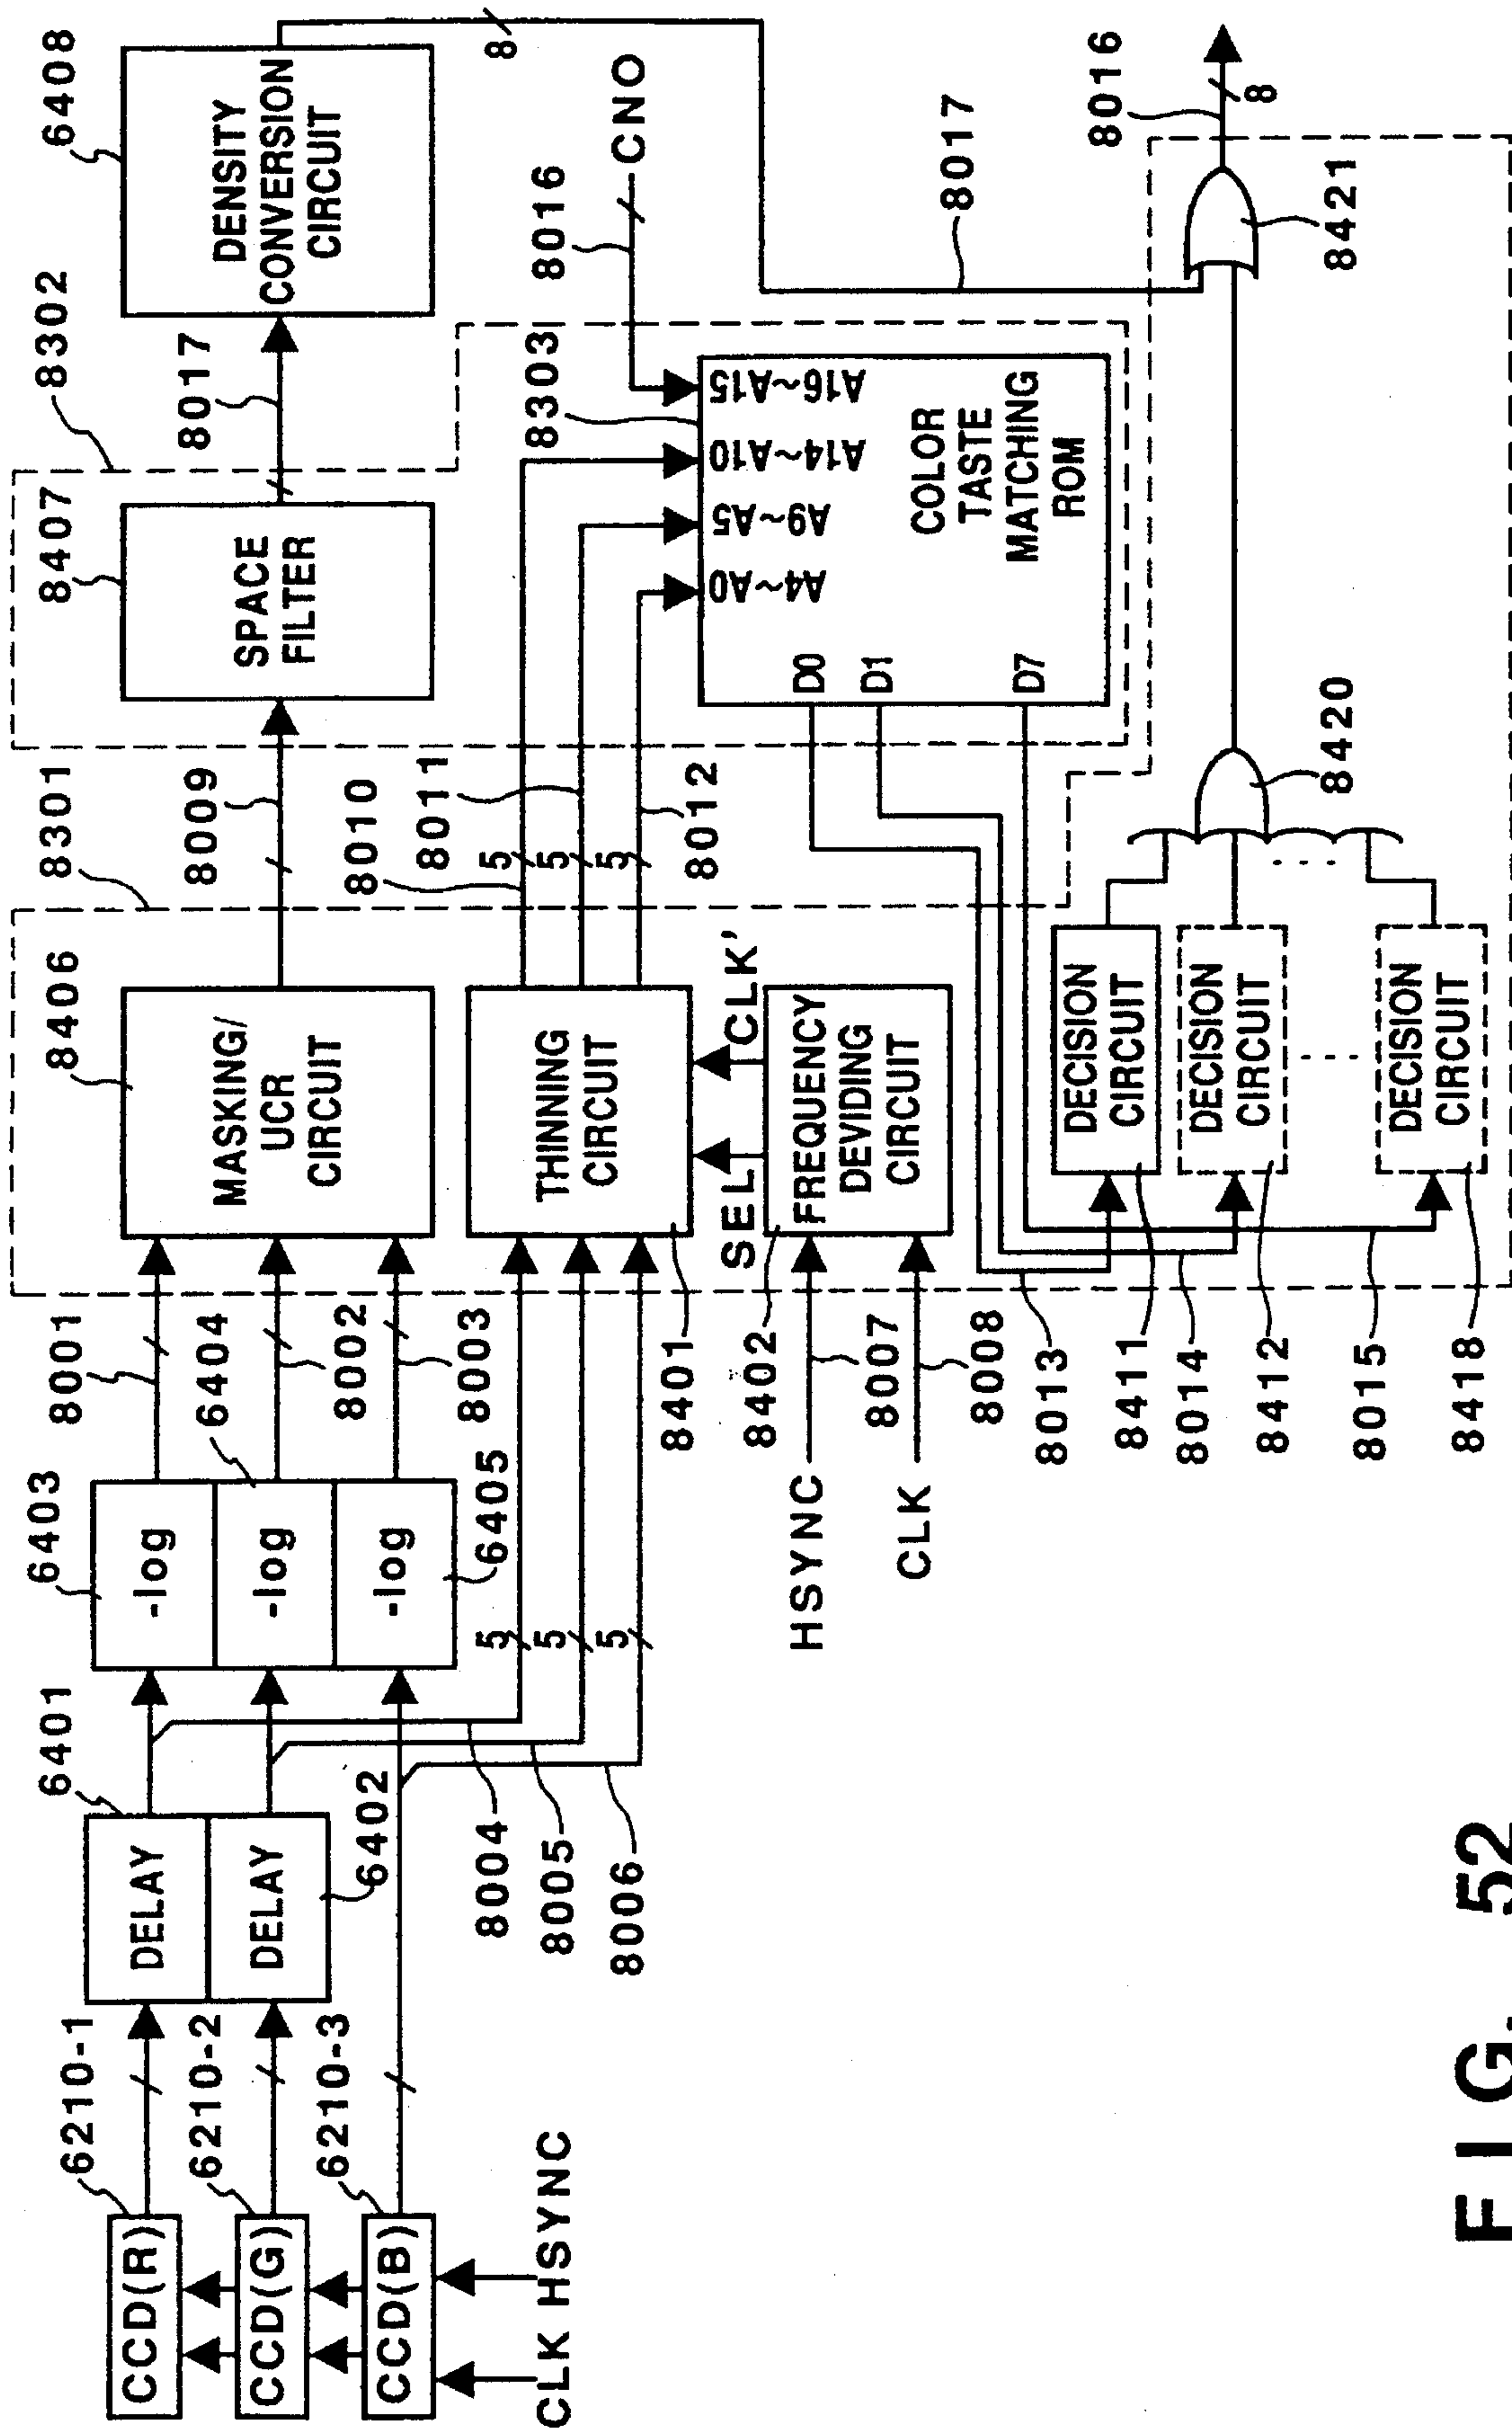 CCD(R)
CCD(G)
CCD(B)
CLK HSYNC
6210-1
6210-2
6210-3
DELAY
DELAY
6401
6402
8004
8005
8006
-log
-log
-log
6403
6404
6405
5
5
5
8001
8002
8003
8401
MASKING/
UCR
CIRCUIT
8406
8301
THINNING
CIRCUIT
SEL
CLK'
FREQUENCY
DEVIDING
CIRCUIT
8402
HSYNC
CLK
8007
8008
8009
8010
8011
8012
5
5
5
SPACE
FILTER
8407
8302
8017
DENSITY
CONVERSION
CIRCUIT
6408
8
CNO
8016
8303
A4~A0
A9~A5
A14~A10
A16~A15
COLOR
TASTE
MATCHING
ROM
D0
D1
D7
8017
8013
8014
8015
8411
8412
8418
DECISION
CIRCUIT
DECISION
CIRCUIT
DECISION
CIRCUIT
8420
8421
8016
8
FIG. 52